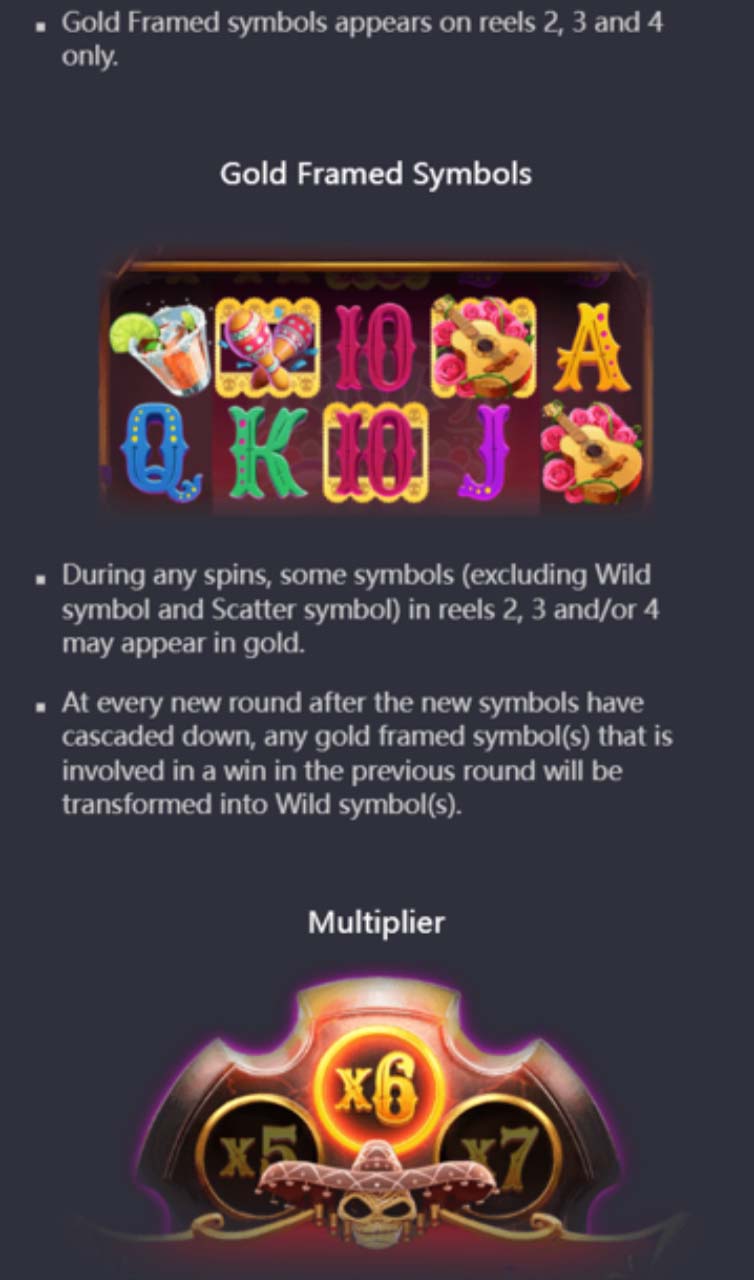 ▪ Gold Framed symbols appears on reels 2, 3 and 4
only.
Gold Framed Symbols
10 A
Q K 10 J
▪ During any spins, some symbols (excluding Wild
symbol and Scatter symbol) in reels 2, 3 and/or 4
may appear in gold.
▪ At every new round after the new symbols have
cascaded down, any gold framed symbol(s) that is
involved in a win in the previous round will be
transformed into Wild symbol(s).
Multiplier
x5 x6 x7